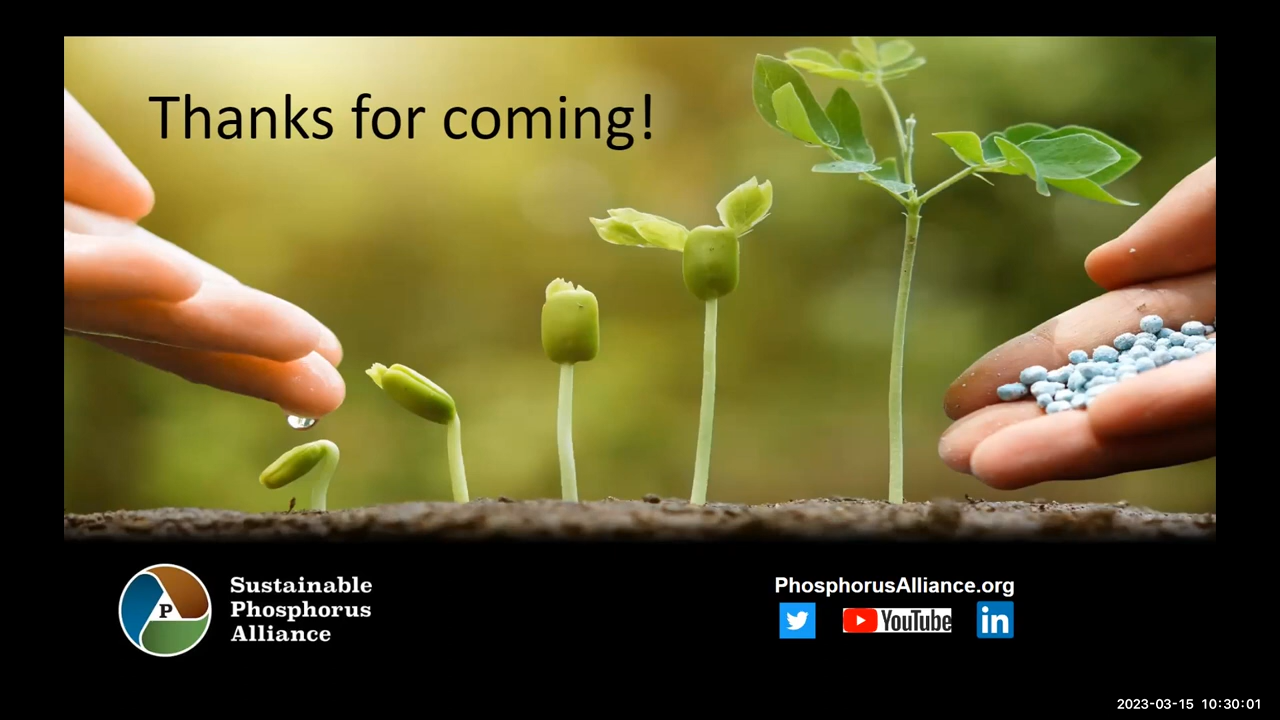 Thanks for coming!
P
Sustainable
Phosphorus
Alliance
PhosphorusAlliance.org
YouTube
in
2023-03-15 10:30:01